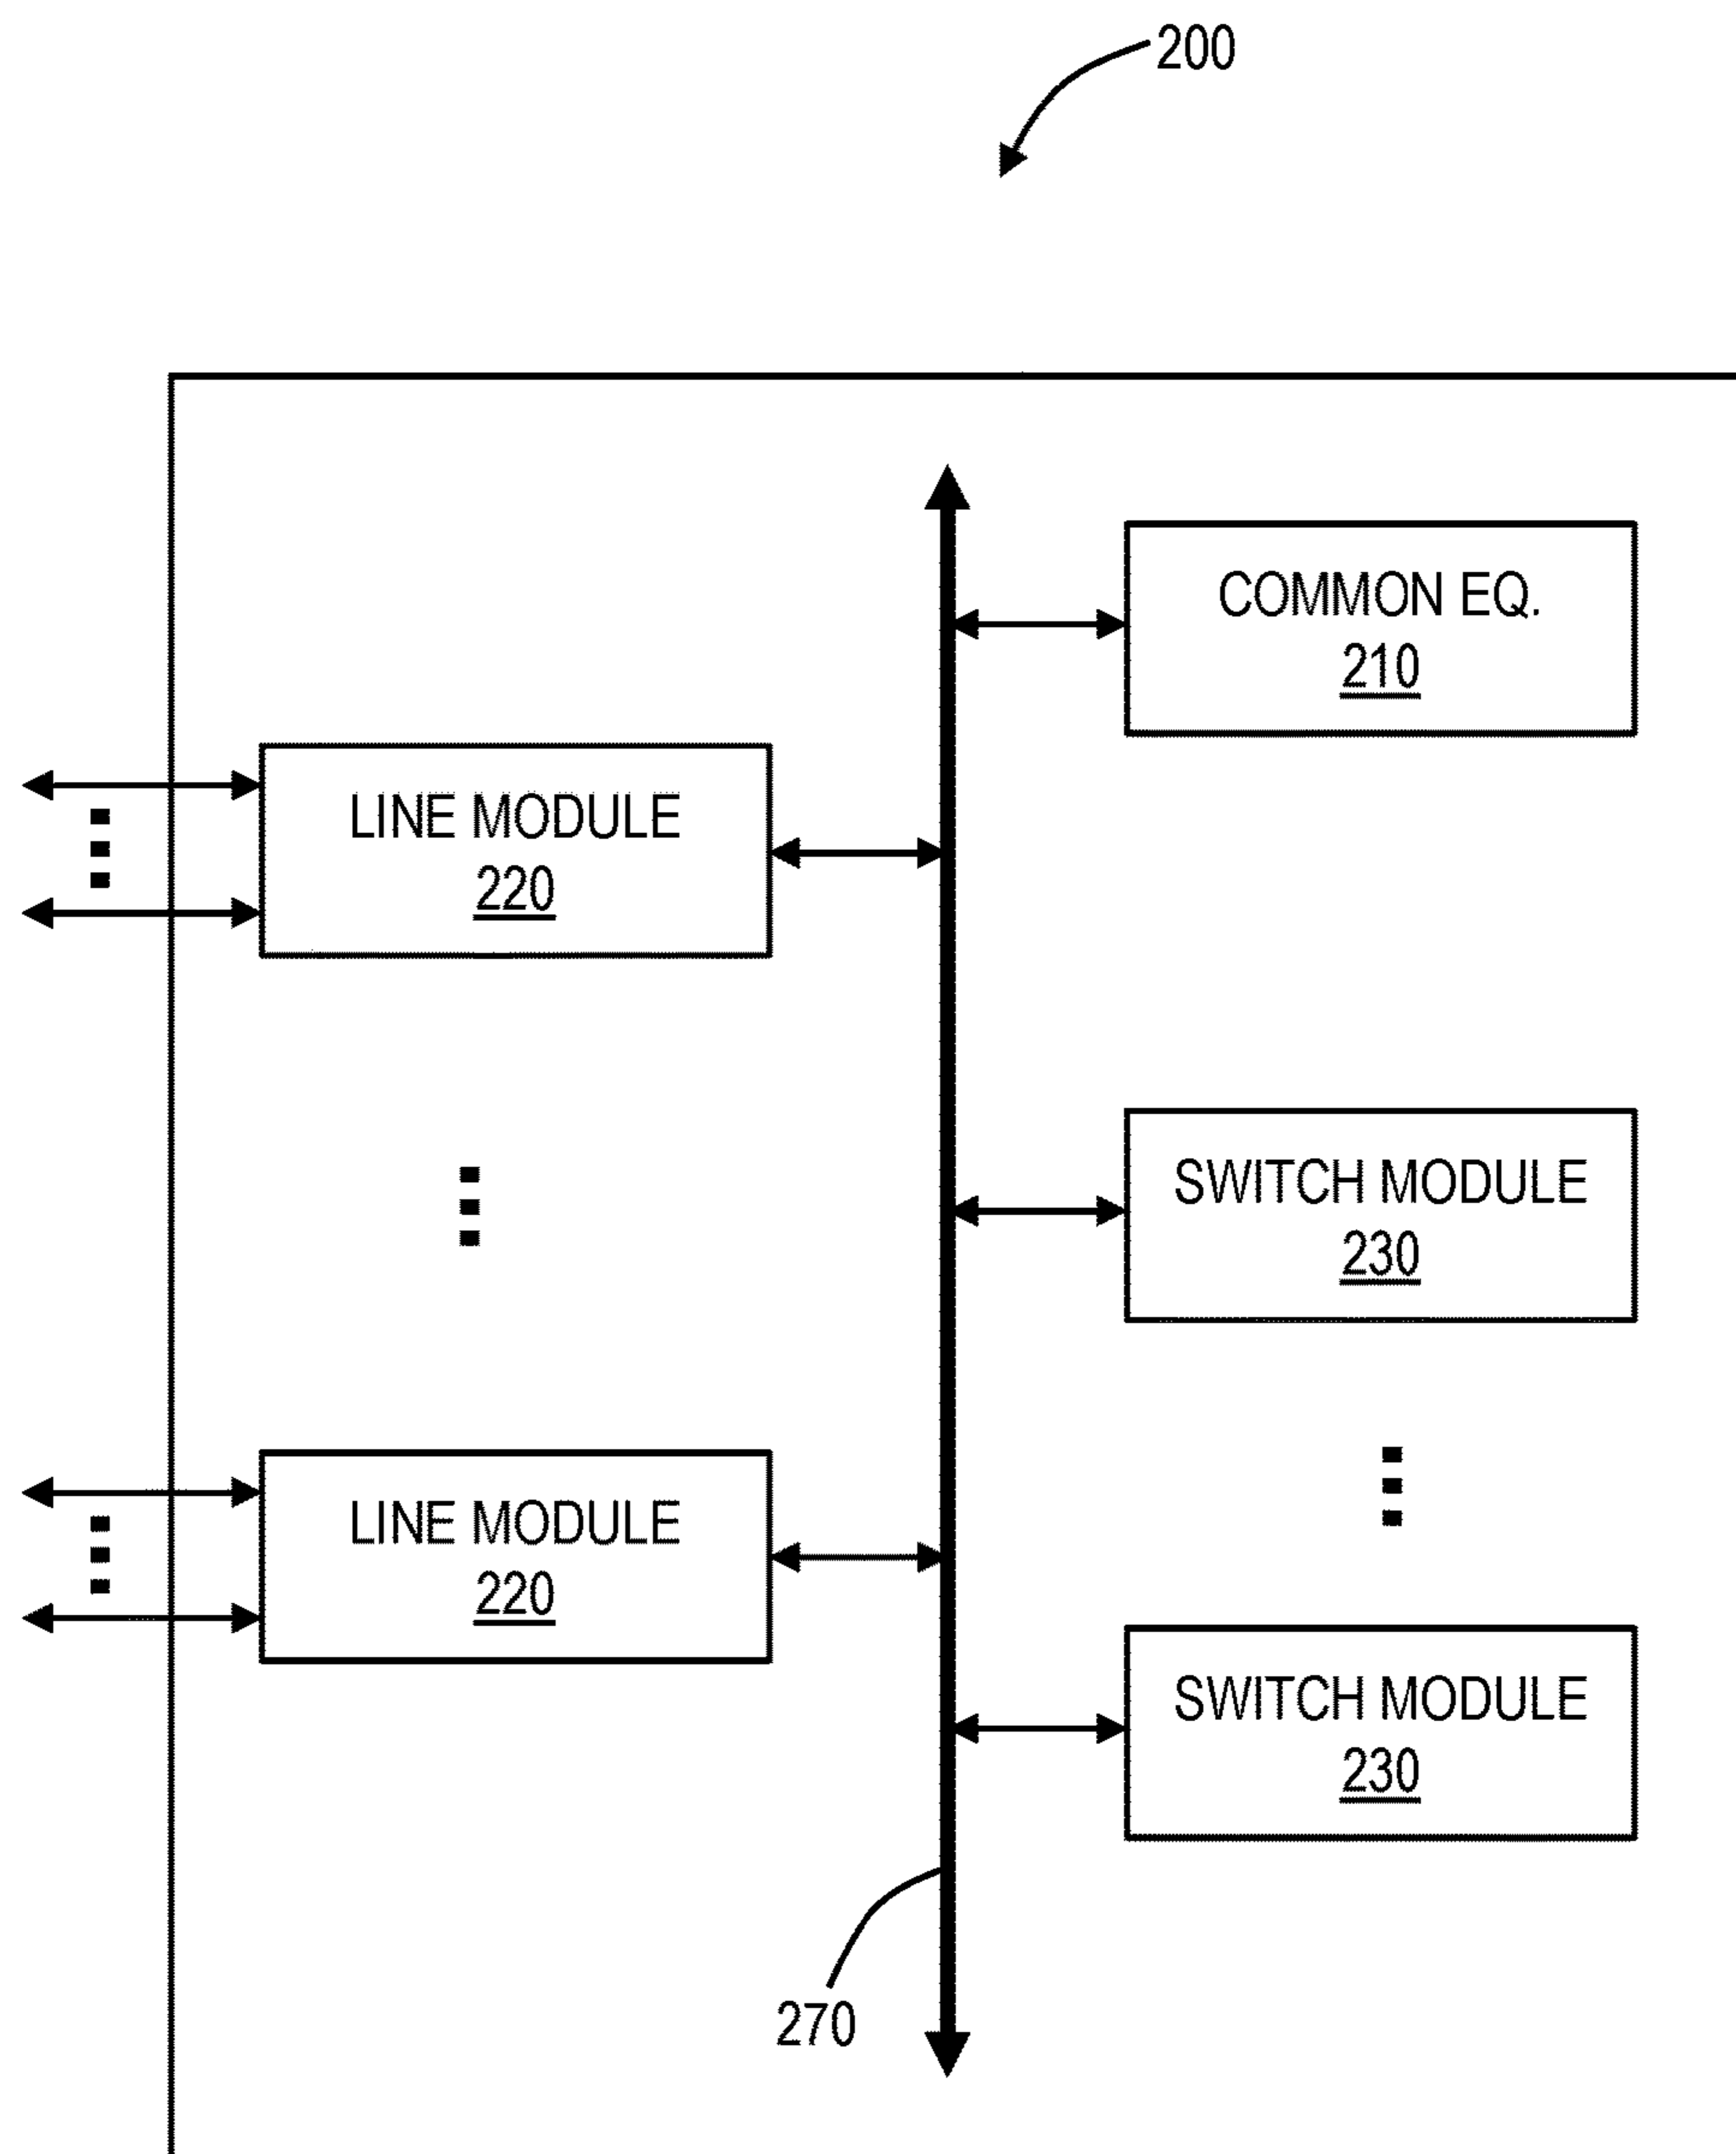 200
COMMON EQ.
210
LINE MODULE
220
SWITCH MODULE
230
LINE MODULE
220
SWITCH MODULE
230
270